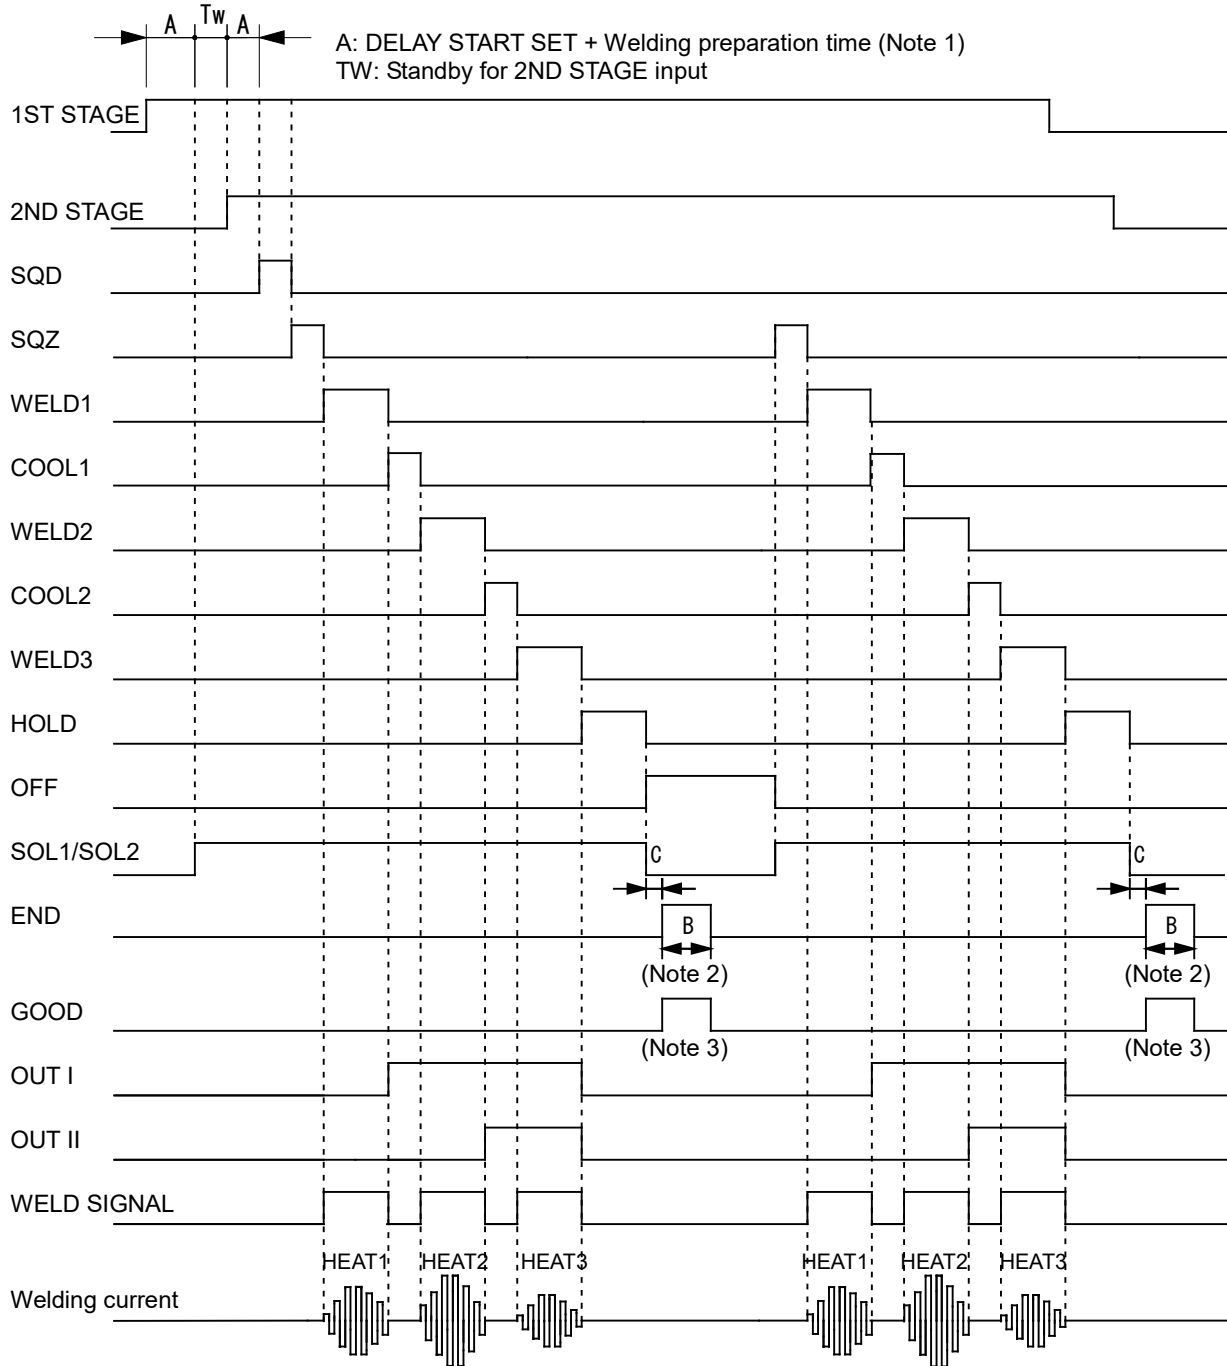 A Tw A
A: DELAY START SET + Welding preparation time (Note 1)
TW: Standby for 2ND STAGE input
1ST STAGE
2ND STAGE
SQD
SQZ
WELD1
COOL1
WELD2
COOL2
WELD3
HOLD
OFF
SOL1/SOL2 C C
END B B
(Note 2) (Note 2)
GOOD
(Note 3) (Note 3)
OUT I
OUT II
WELD SIGNAL
HEAT1 HEAT2 HEAT3 HEAT1 HEAT2 HEAT3
Welding current